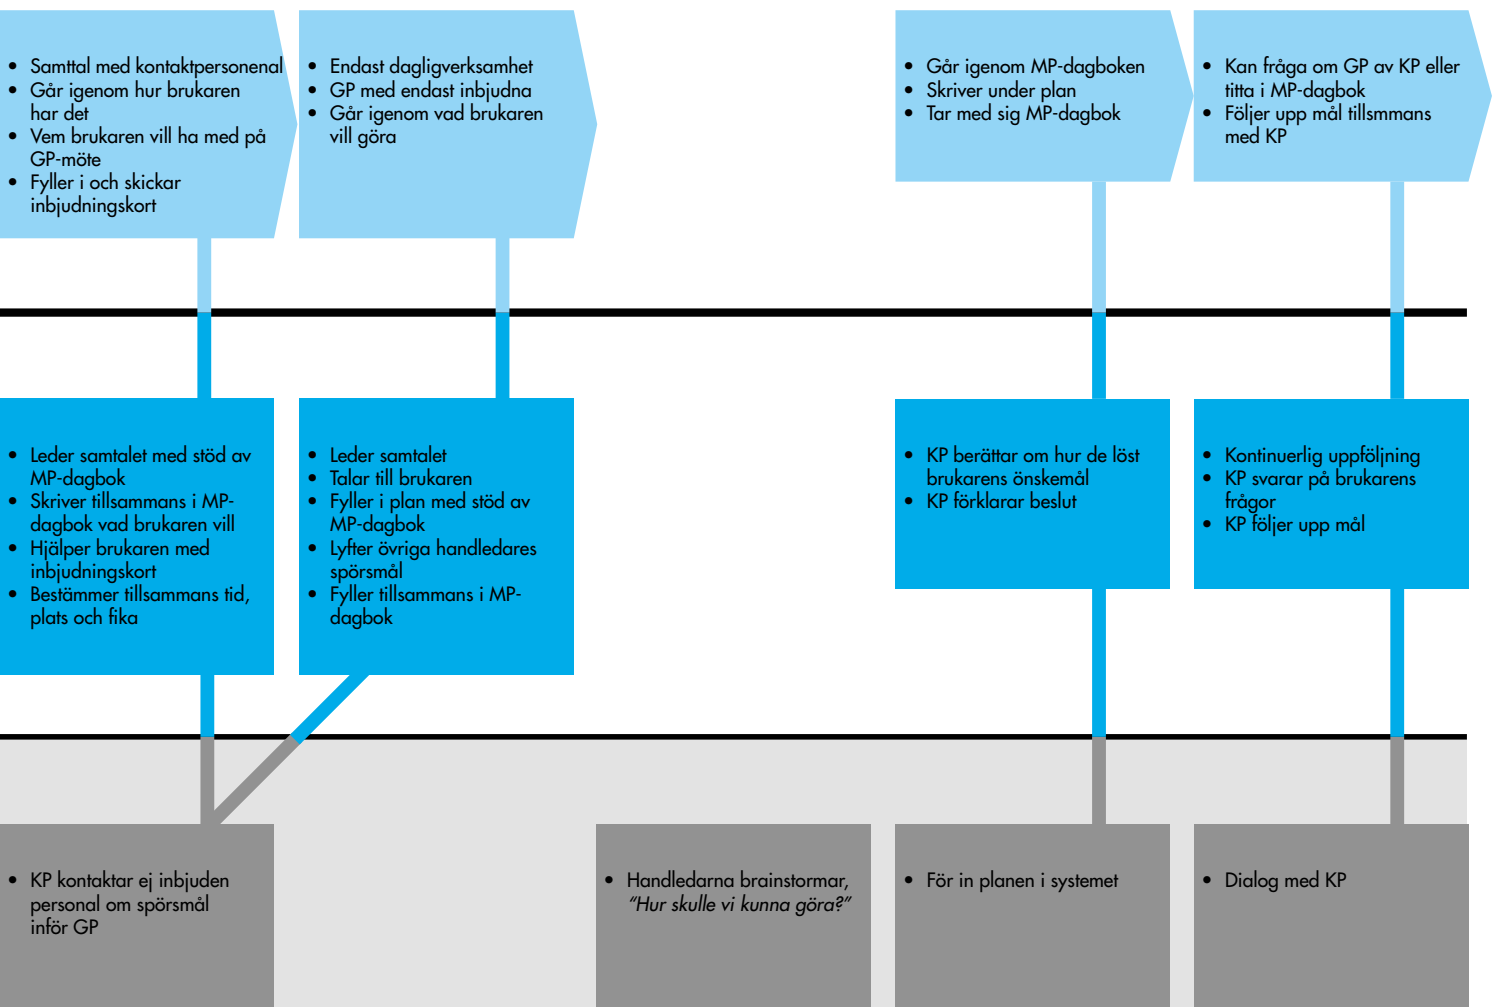 • Samttal med kontaktpersonenal
• Går igenom hur brukaren
har det
• Vem brukaren vill ha med på
GP-möte
• Fyller i och skickar
inbjudningskort
• Endast dagligverksamhet
• GP med endast inbjudna
• Går igenom vad brukaren
vill göra
• Går igenom MP-dagboken
• Skriver under plan
• Tar med sig MP-dagbok
• Kan fråga om GP av KP eller
titta i MP-dagbok
• Följer upp mål tillsmmans
med KP
• Leder samtalet med stöd av
MP-dagbok
• Skriver tillsammans i MP-
dagbok vad brukaren vill
• Hjälper brukaren med
inbjudningskort
• Bestämmer tillsammans tid,
plats och fika
• Leder samtalet
• Talar till brukaren
• Fyller i plan med stöd av
MP-dagbok
• Lyfter övriga handledares
spörsmål
• Fyller tillsammans i MP-
dagbok
• KP berättar om hur de löst
brukarens önskemål
• KP förklarar beslut
• Kontinuerlig uppföljning
• KP svarar på brukarens
frågor
• KP följer upp mål
• KP kontaktar ej inbjuden
personal om spörsmål
inför GP
• Handledarna brainstormar,
“Hur skulle vi kunna göra?”
• För in planen i systemet
• Dialog med KP